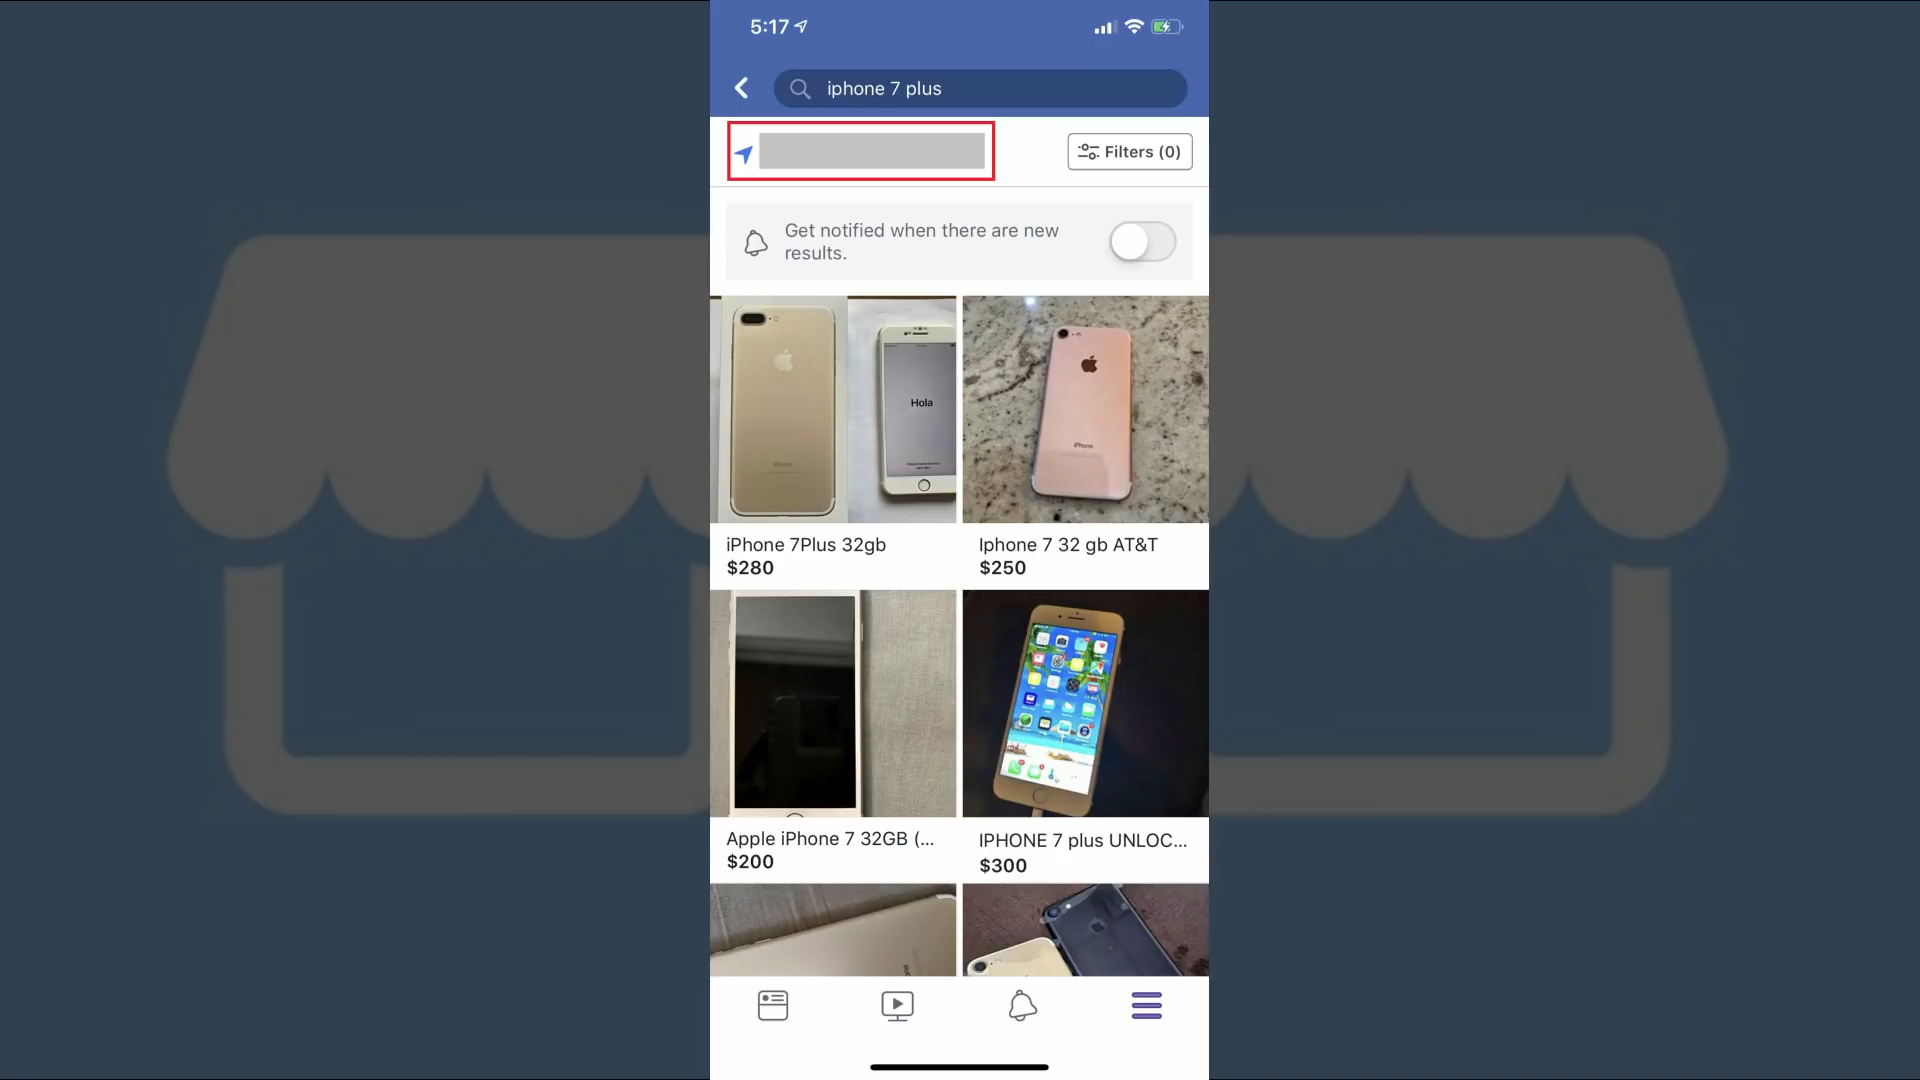 5:17
iphone 7 plus
Filters (0)
Get notified when there are new
results.
Hola
iPhone
iPhone 7Plus 32gb
$280
Iphone 7 32 gb AT&T
$250
Apple iPhone 7 32GB (...
$200
IPHONE 7 plus UNLOC...
$300